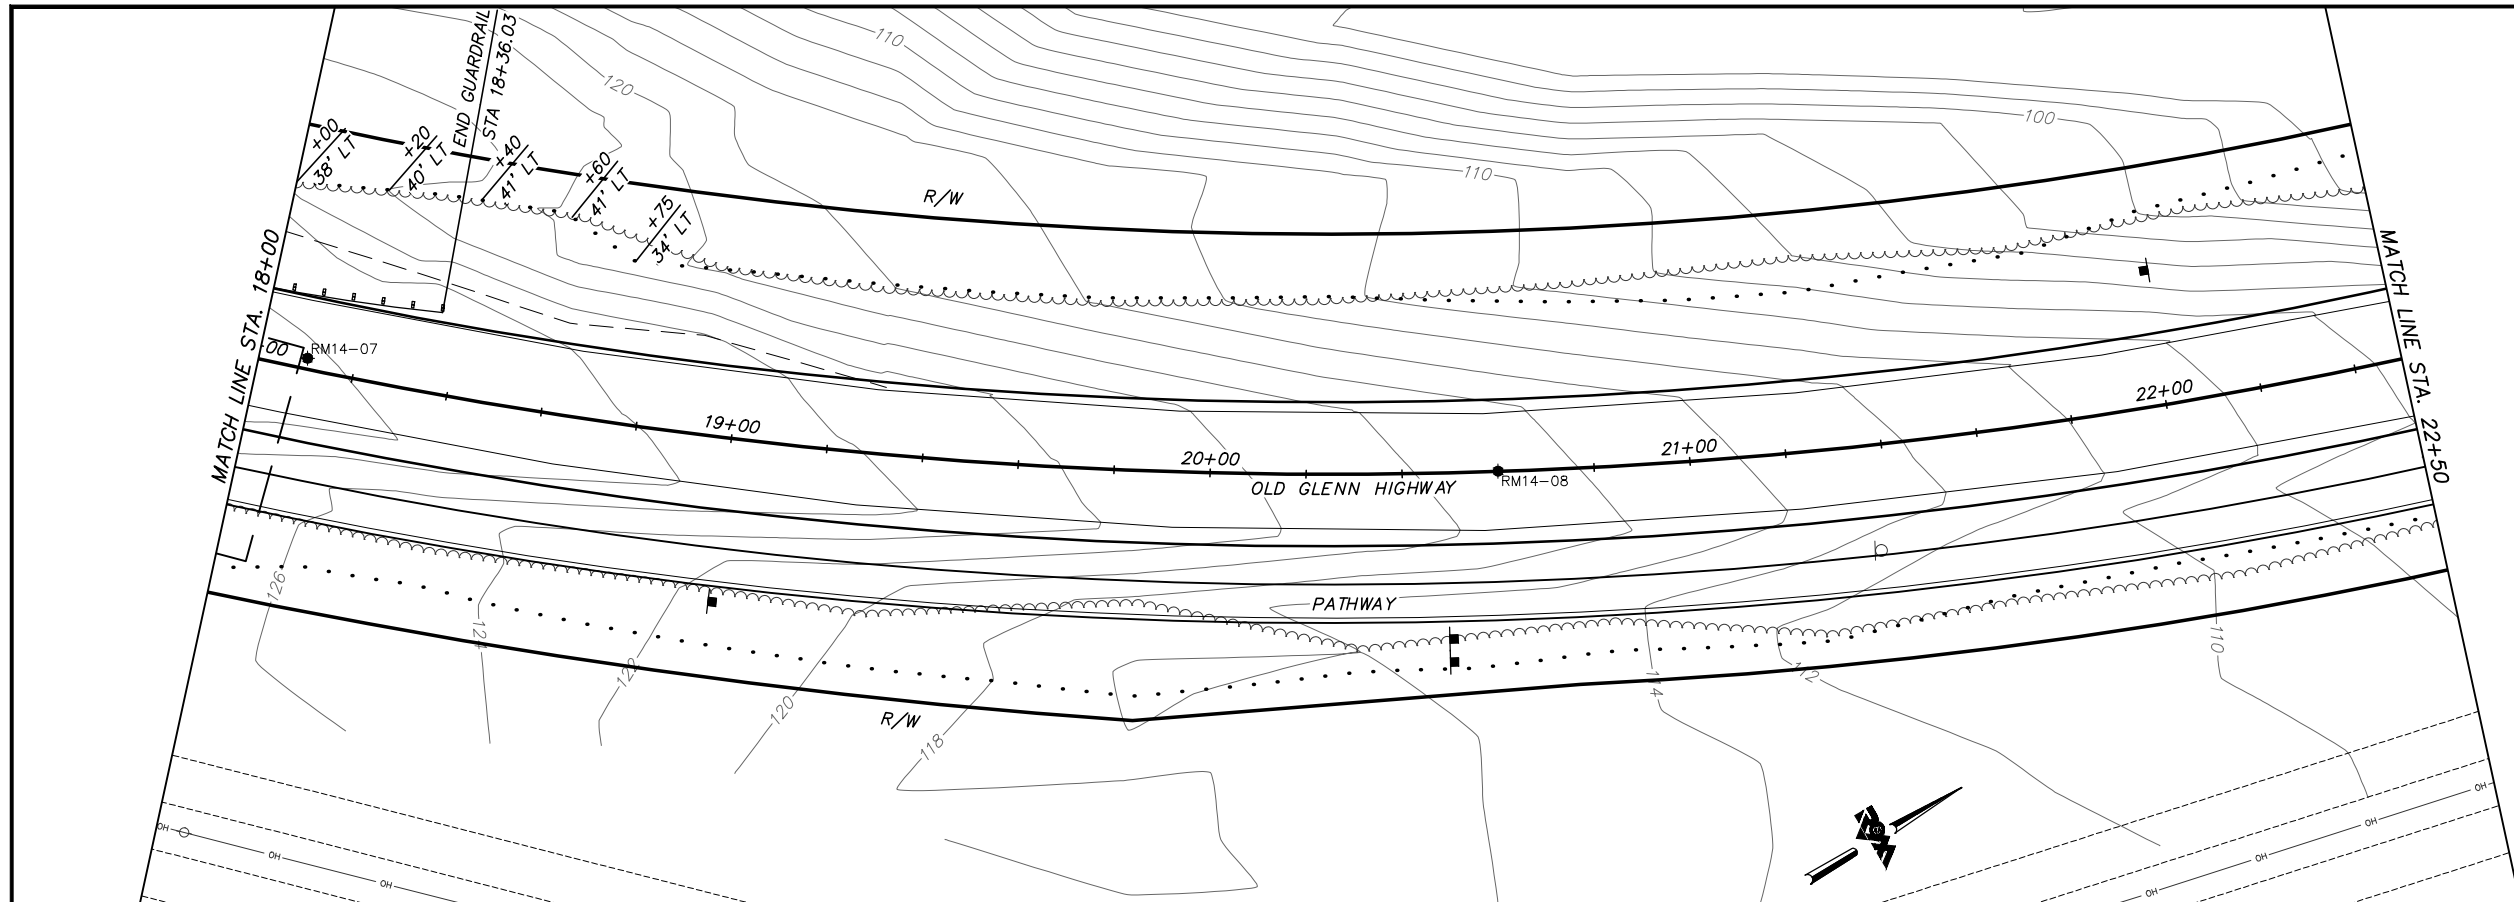 110
120
END GUARDRAIL
STA 18+36.03
+00
38' LT
+20
40' LT
+40
41' LT
+60
41' LT
+75
34' LT
R/W
110
100
MATCH LINE STA. 18+00
MATCH LINE STA. 22+50
+00
RM14-07
19+00
20+00
21+00
22+00
OLD GLENN HIGHWAY
RM14-08
PATHWAY
126
124
122
120
118
114
112
110
R/W
OH
OH
OH
OH
OH
OH
OH